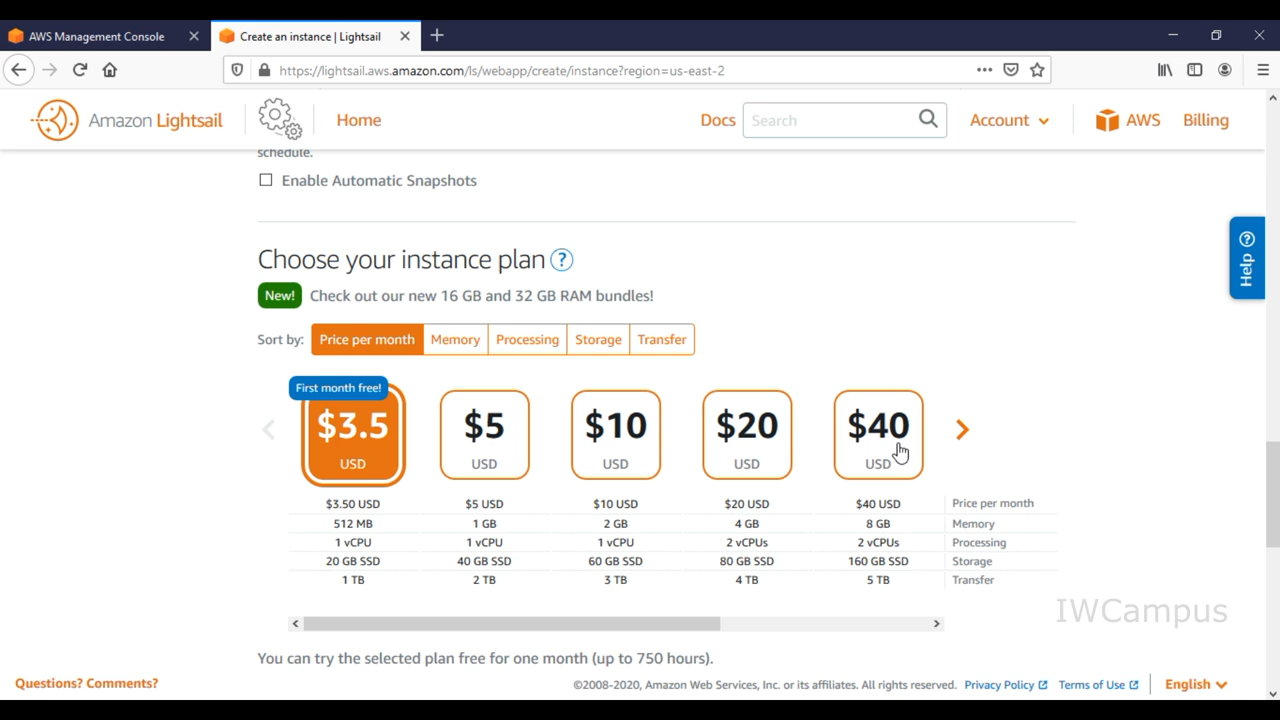 AWS Management Console
Create an instance | Lightsail
https://lightsail.aws.amazon.com/ls/webapp/create/instance?region=us-east-2
Amazon Lightsail
Home
Docs
Search
Account
AWS
Billing
schedule.
Enable Automatic Snapshots
Help ?
Choose your instance plan ?
New! Check out our new 16 GB and 32 GB RAM bundles!
Sort by: Price per month Memory Processing Storage Transfer
First month free!
$3.5 $5 $10 $20 $40
USD USD USD USD USD
$3.50 USD $5 USD $10 USD $20 USD $40 USD Price per month
512 MB 1 GB 2 GB 4 GB 8 GB Memory
1 vCPU 1 vCPU 1 vCPU 2 vCPUs 2 vCPUs Processing
20 GB SSD 40 GB SSD 60 GB SSD 80 GB SSD 160 GB SSD Storage
1 TB 2 TB 3 TB 4 TB 5 TB Transfer
IWCampus
You can try the selected plan free for one month (up to 750 hours).
Questions? Comments?
©2008-2020, Amazon Web Services, Inc. or its affiliates. All rights reserved. Privacy Policy Terms of Use English